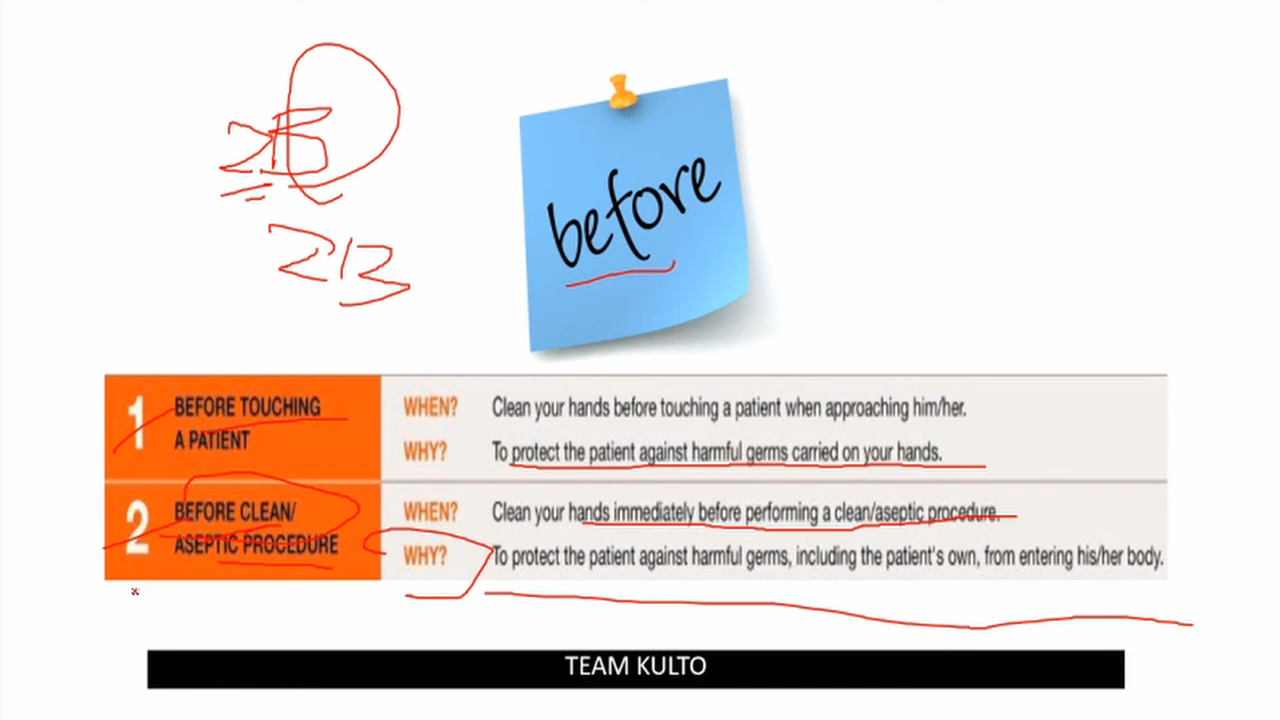 before
1 BEFORE TOUCHING
A PATIENT
WHEN? Clean your hands before touching a patient when approaching him/her.
WHY? To protect the patient against harmful germs carried on your hands.
2 BEFORE CLEAN/
ASEPTIC PROCEDURE
WHEN? Clean your hands immediately before performing a clean/aseptic procedure.
WHY? To protect the patient against harmful germs, including the patient's own, from entering his/her body.
TEAM KULTO